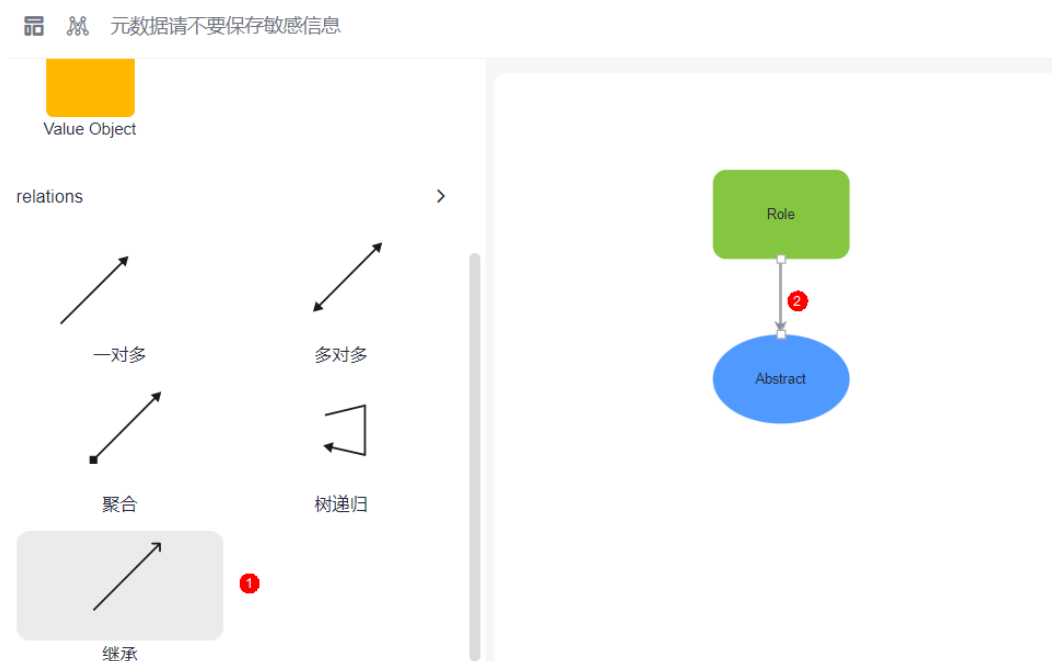 元数据请不要保存敏感信息
Value Object
relations
一对多
多对多
聚合
树递归
1
继承
Role
2
Abstract